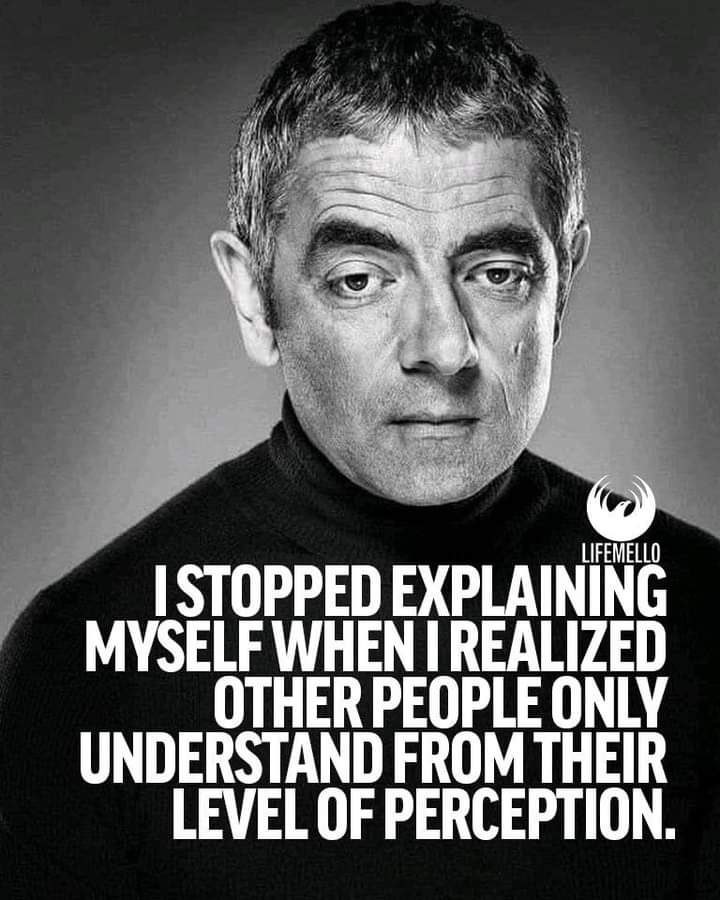 LIFEMELLO
I STOPPED EXPLAINING
MYSELF WHEN I REALIZED
OTHER PEOPLE ONLY
UNDERSTAND FROM THEIR
LEVEL OF PERCEPTION.